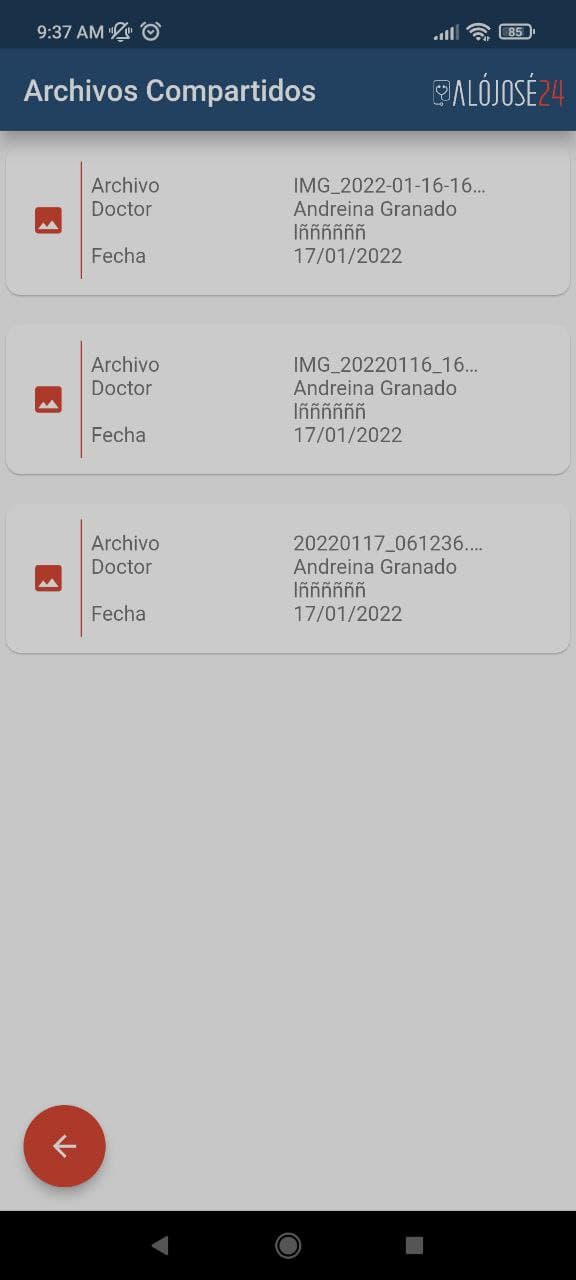 9:37 AM
85
Archivos Compartidos
ALÓJOSÉ24
Archivo IMG_2022-01-16-16...
Doctor Andreina Granado
Iññññññ
Fecha 17/01/2022
Archivo IMG_20220116_16...
Doctor Andreina Granado
Iññññññ
Fecha 17/01/2022
Archivo 20220117_061236....
Doctor Andreina Granado
Iññññññ
Fecha 17/01/2022